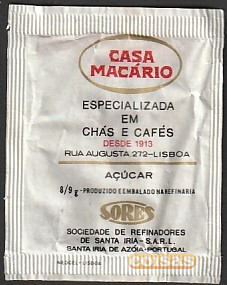 CASA
MACÁRIO
ESPECIALIZADA
EM
CHÁS E CAFÉS
DESDE 1913
RUA AUGUSTA 272-LISBOA
AÇÚCAR
8/9 g - PRODUZIDO E EMBALADO NA REFINARIA
SORES
SOCIEDADE DE REFINADORES
DE SANTA IRIA - S.A.R.L.
SANTA IRIA DE AZÓIA-PORTUGAL
coisas